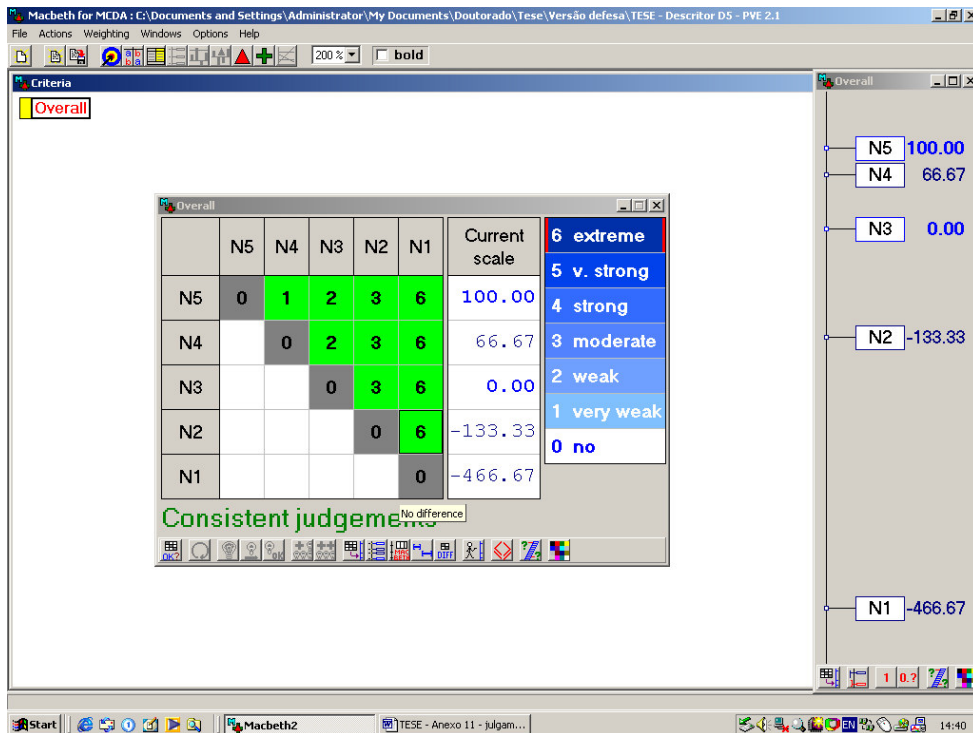 Macbeth for MCDA : C:\Documents and Settings\Administrator\My Documents\Doutorado\Tese\Versão defesa\TESE - Descritor D5 - PVE 2.1
File Actions Weighting Windows Options Help
200 % bold
Criteria
Overall
Overall
N5 100.00
N4 66.67
N3 0.00
N2 -133.33
N1 -466.67
1 0.?
Overall
N5 N4 N3 N2 N1 Current scale
N5 0 1 2 3 6 100.00
N4 0 2 3 6 66.67
N3 0 3 6 0.00
N2 0 6 -133.33
N1 0 -466.67
6 extreme
5 v. strong
4 strong
3 moderate
2 weak
1 very weak
0 no
Consistent judgements
No difference
OK? OK DIFF
Start Macbeth2 TESE - Anexo 11 - julgam... EN 14:40